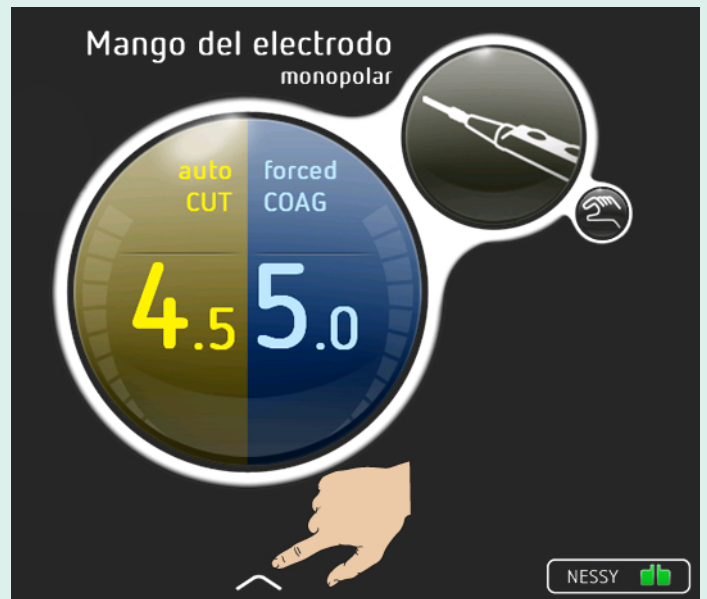 Mango del electrodo
monopolar
auto
CUT
forced
COAG
4.5
5.0
NESSY